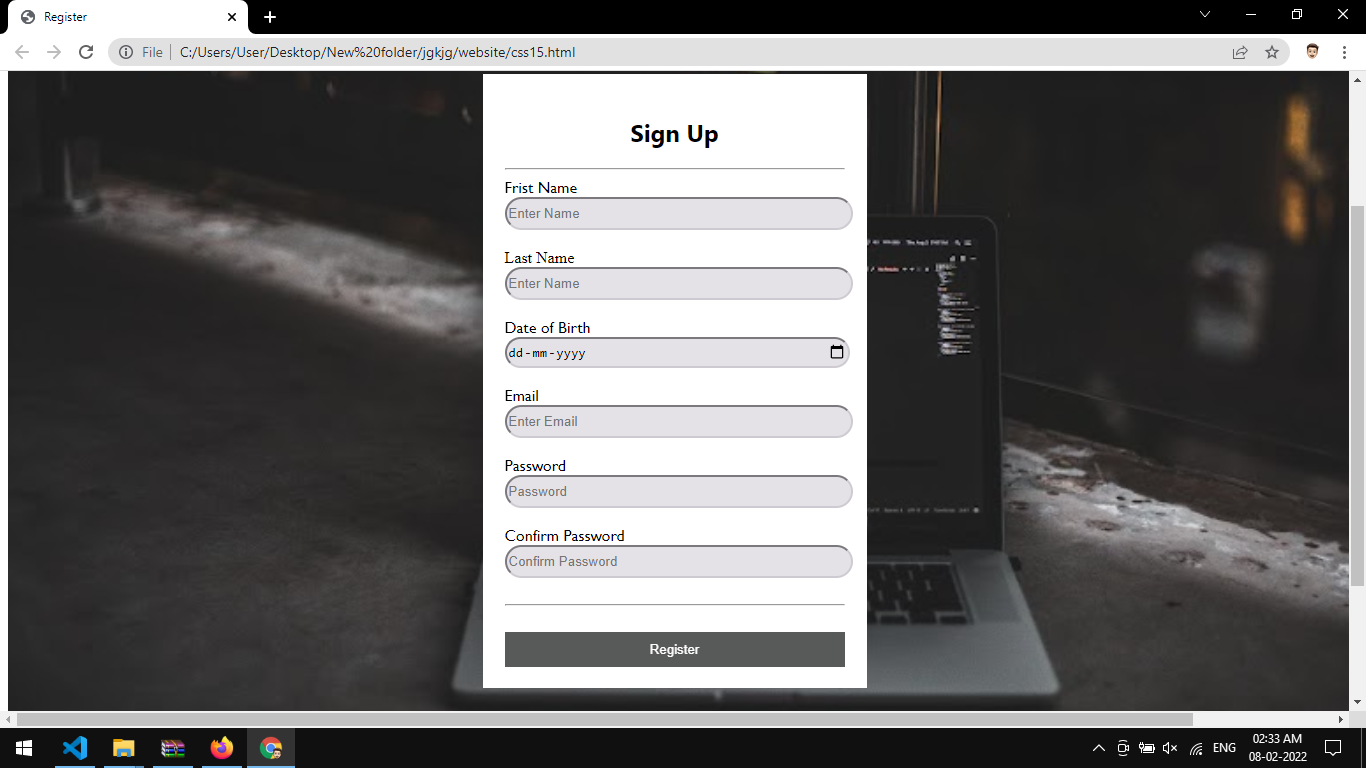 Register
File
C:/Users/User/Desktop/New%20folder/jgkjg/website/css15.html
Sign Up
Frist Name
Enter Name
Last Name
Enter Name
Date of Birth
dd-mm-yyyy
Email
Enter Email
Password
Password
Confirm Password
Confirm Password
Register
ENG
02:33 AM
08-02-2022